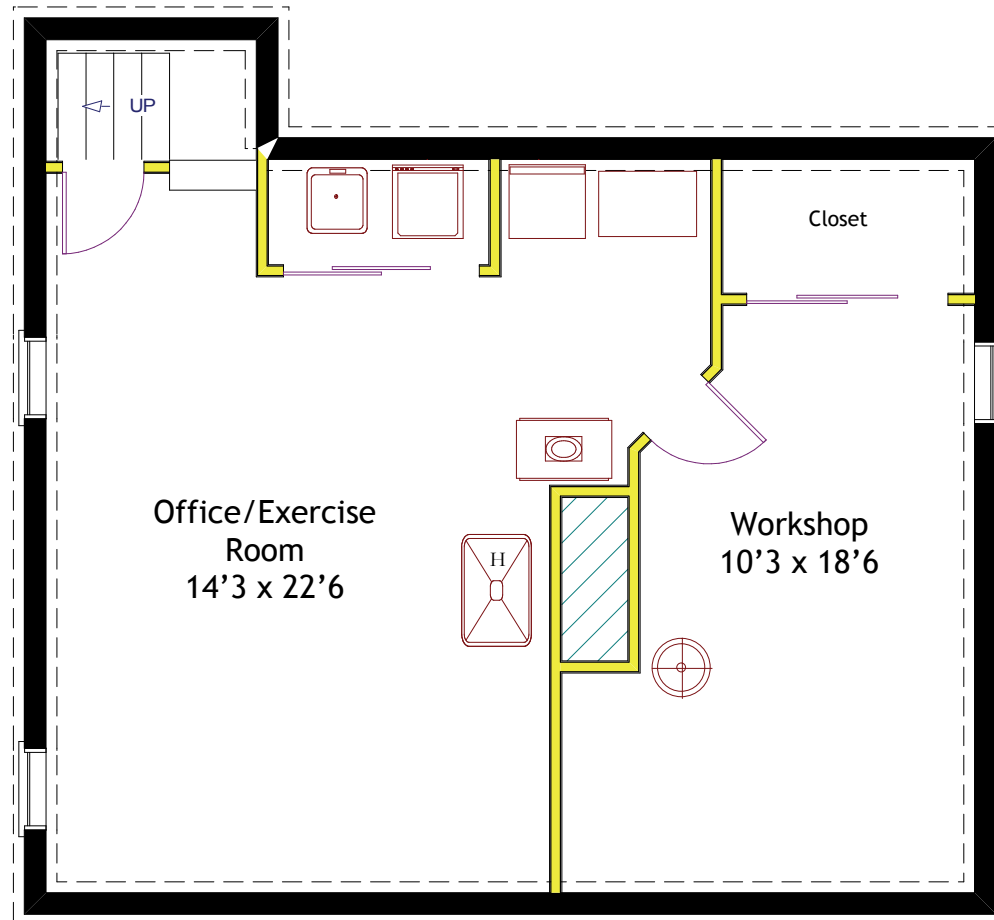 UP
Closet
Office/Exercise
Room
14’3 x 22’6
H
Workshop
10’3 x 18’6